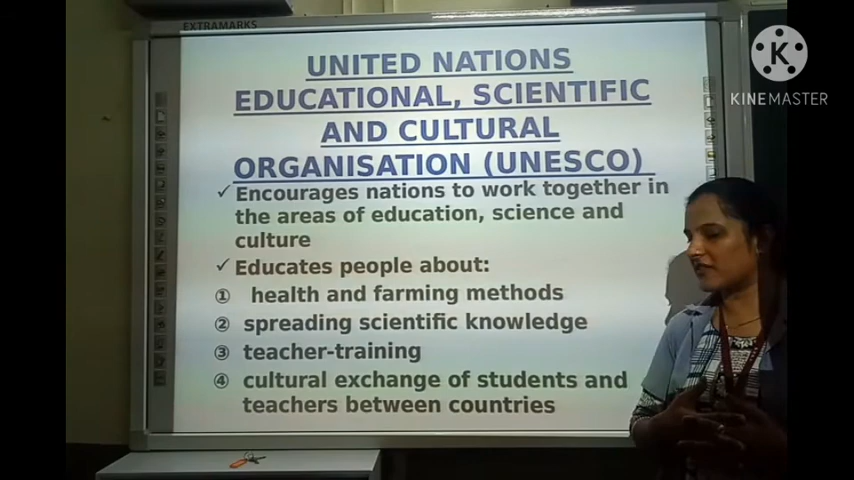 EXTRAMARKS
K
KINEMASTER
UNITED NATIONS
EDUCATIONAL, SCIENTIFIC
AND CULTURAL
ORGANISATION (UNESCO)
✓ Encourages nations to work together in
the areas of education, science and
culture
✓ Educates people about:
① health and farming methods
② spreading scientific knowledge
③ teacher-training
④ cultural exchange of students and
teachers between countries